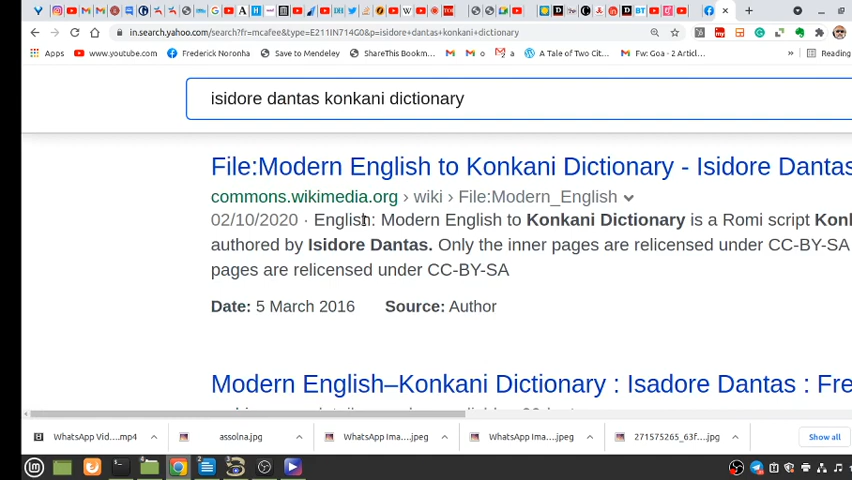 in.search.yahoo.com/search?fr=mcafee&type=E211IN714G0&p=isidore+dantas+konkani+dictionary
Apps www.youtube.com Frederick Noronha Save to Mendeley ShareThis Bookm... o a A Tale of Two Cit... Fw: Goa - 2 Articl... » Reading
isidore dantas konkani dictionary
File:Modern English to Konkani Dictionary - Isidore Dantas
commons.wikimedia.org › wiki › File:Modern_English
02/10/2020 · English: Modern English to Konkani Dictionary is a Romi script Konk
authored by Isidore Dantas. Only the inner pages are relicensed under CC-BY-SA
pages are relicensed under CC-BY-SA
Date: 5 March 2016 Source: Author
Modern English–Konkani Dictionary : Isadore Dantas : Fre
WhatsApp Vid....mp4 assolna.jpg WhatsApp Ima....jpeg WhatsApp Ima....jpeg 271575265_63f....jpg Show all